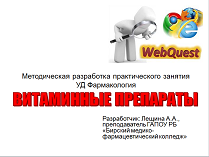 WebQuest
Методическая разработка практического занятия
УД Фармакология
ВИТАМИННЫЕ ПРЕПАРАТЫ
Разработчик: Лещина А.А.,
преподаватель ГАПОУ РБ
«Бирский медико-
фармацевтический колледж»